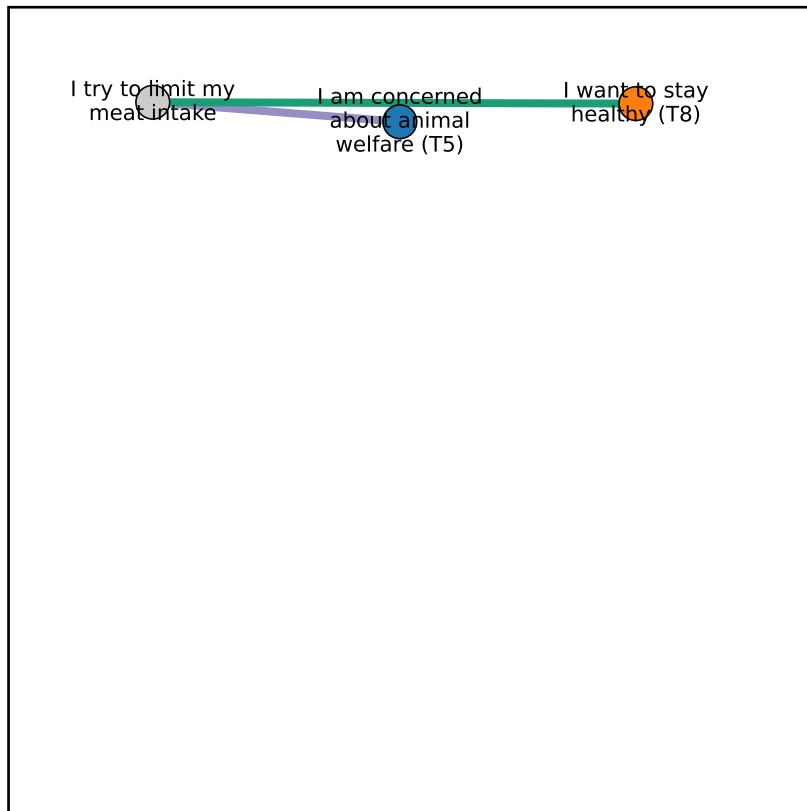 I try to limit my
meat intake
I am concerned
about animal
welfare (T5)
I want to stay
healthy (T8)